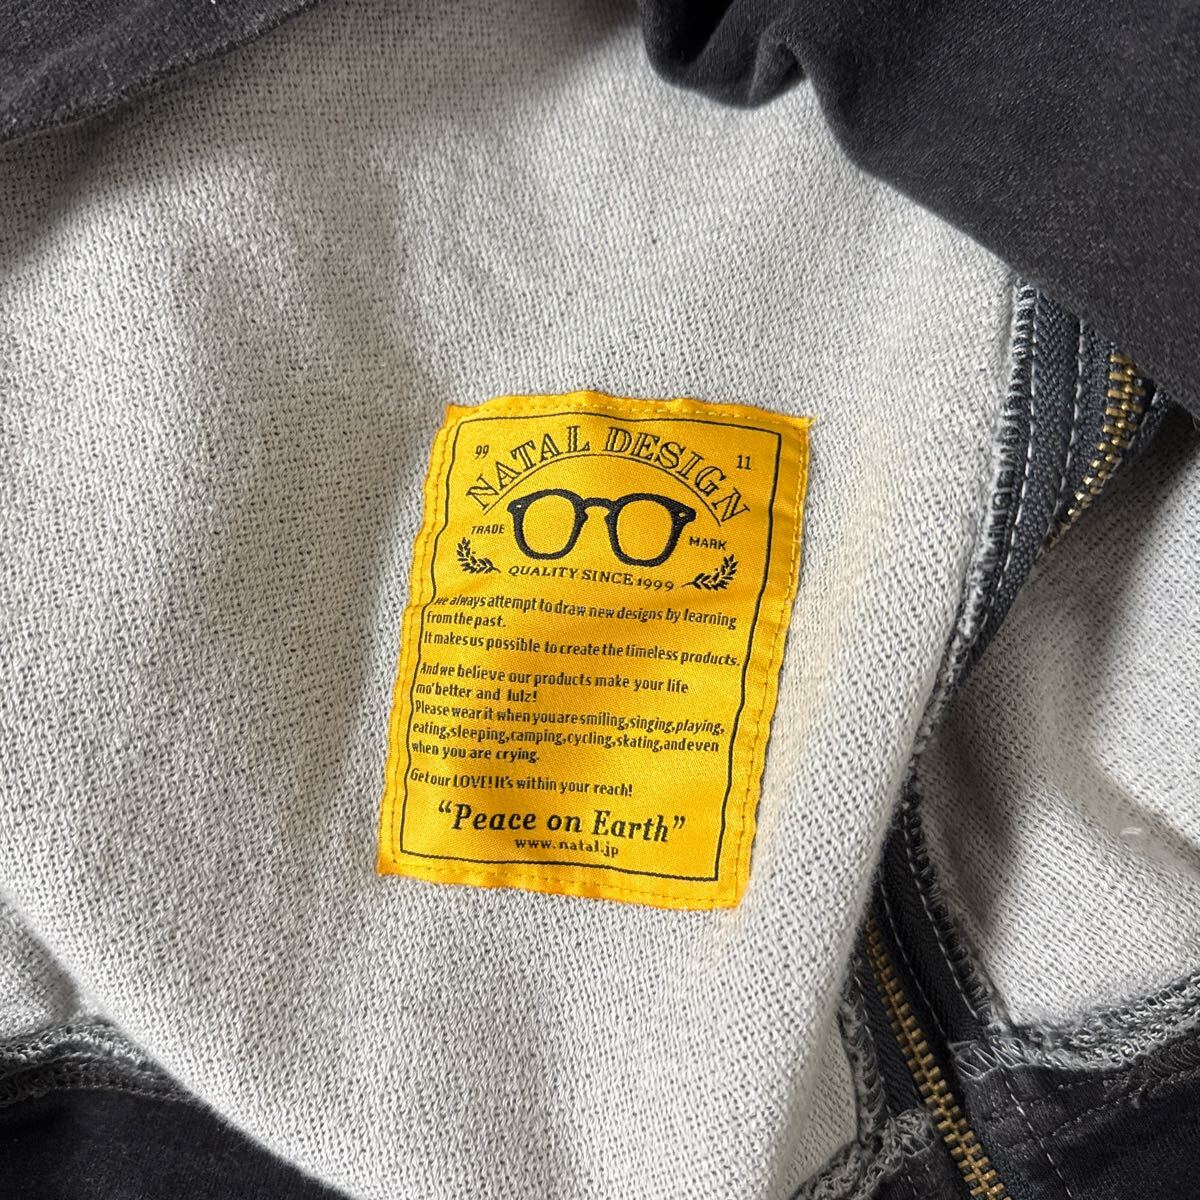 99 NATAL DESIGN 11
TRADE MARK
QUALITY SINCE 1999
We always attempt to draw new designs by learning
from the past.
It makes us possible to create the timeless products.
And we believe our products make your life
mo'better and lulz!
Please wear it when you are smiling,singing,playing,
eating,sleeping,camping,cycling,skating,and even
when you are crying.
Get our LOVE! It's within your reach!
"Peace on Earth"
www.natal.jp